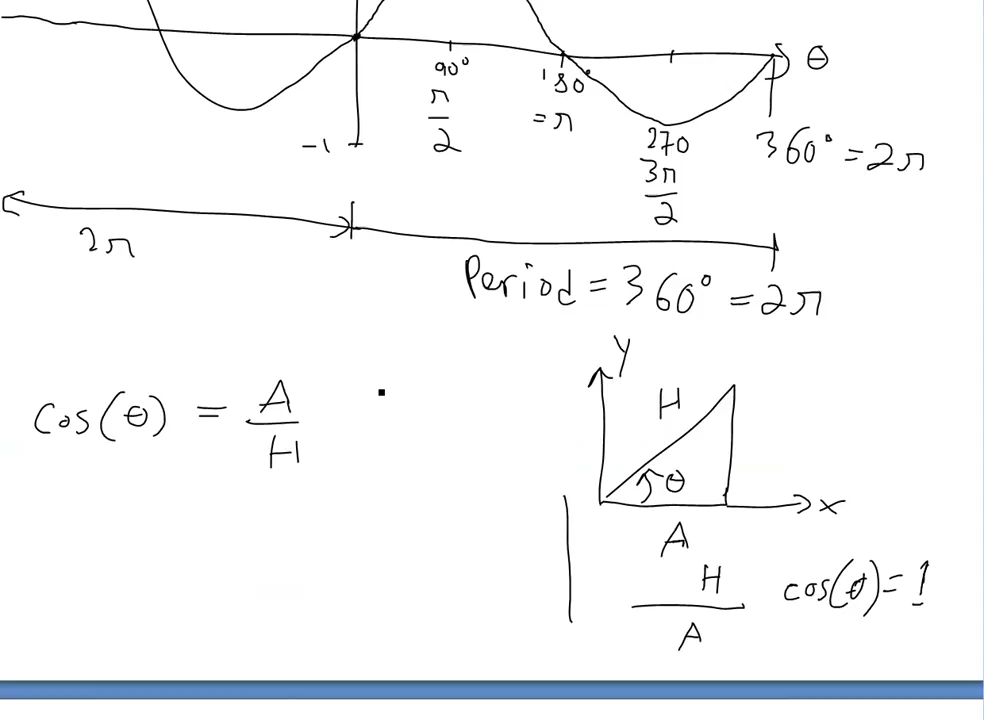 θ
90° 180°
π/2 = π
-1
270 360° = 2π
3π/2
2π
Period = 360° = 2π
y
cos(θ) = A/H
H
θ
x
A
H
A
cos(θ) = 1